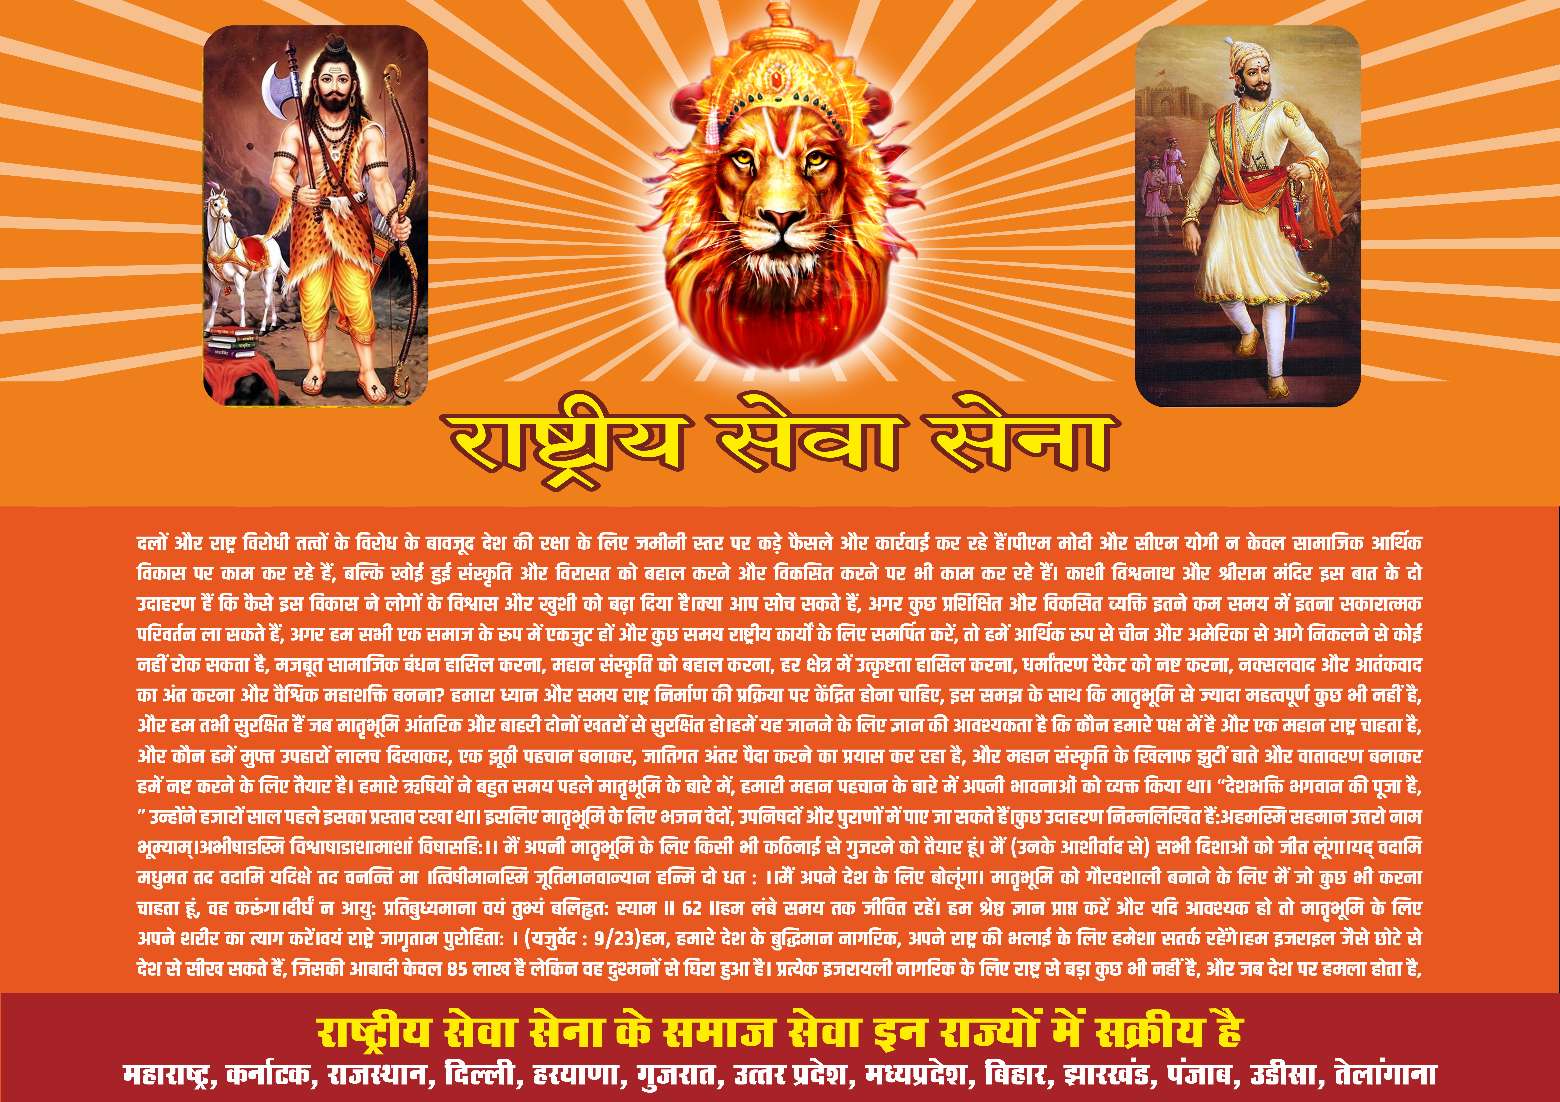 राष्ट्रीय सेवा सेना
दलों और राष्ट्र विरोधी तत्वों के विरोध के बावजूद देश की रक्षा के लिए जमीनी स्तर पर कड़े फैसले और कार्रवाई कर रहे हैं।पीएम मोदी और सीएम योगी न केवल सामाजिक आर्थिक
विकास पर काम कर रहे हैं, बल्कि खोई हुई संस्कृति और विरासत को बहाल करने और विकसित करने पर भी काम कर रहे हैं। काशी विश्वनाथ और श्रीराम मंदिर इस बात के दो
उदाहरण हैं कि कैसे इस विकास ने लोगों के विश्वास और खुशी को बढ़ा दिया है।क्या आप सोच सकते हैं, अगर कुछ प्रशिक्षित और विकसित व्यक्ति इतने कम समय में इतना सकारात्मक
परिवर्तन ला सकते हैं, अगर हम सभी एक समाज के रूप में एकजुट हों और कुछ समय राष्ट्रीय कार्यों के लिए समर्पित करें, तो हमें आर्थिक रूप से चीन और अमेरिका से आगे निकलने से कोई
नहीं रोक सकता है, मजबूत सामाजिक बंधन हासिल करना, महान संस्कृति को बहाल करना, हर क्षेत्र में उत्कृष्टता हासिल करना, धर्मांतरण रैकेट को नष्ट करना, नक्सलवाद और आतंकवाद
का अंत करना और वैश्विक महाशक्ति बनना? हमारा ध्यान और समय राष्ट्र निर्माण की प्रक्रिया पर केंद्रित होना चाहिए, इस समझ के साथ कि मातृभूमि से ज्यादा महत्वपूर्ण कुछ भी नहीं है,
और हम तभी सुरक्षित हैं जब मातृभूमि आंतरिक और बाहरी दोनों खतरों से सुरक्षित हो।हमें यह जानने के लिए ज्ञान की आवश्यकता है कि कौन हमारे पक्ष में है और एक महान राष्ट्र चाहता है,
और कौन हमें मुफ्त उपहारों लालच दिखाकर, एक झूठी पहचान बनाकर, जातिगत अंतर पैदा करने का प्रयास कर रहा है, और महान संस्कृति के खिलाफ झुटीं बाते और वातावरण बनाकर
हमें नष्ट करने के लिए तैयार है। हमारे ऋषियों ने बहुत समय पहले मातृभूमि के बारे में, हमारी महान पहचान के बारे में अपनी भावनाओं को व्यक्त किया था। “देशभक्ति भगवान की पूजा है,
” उन्होंने हजारों साल पहले इसका प्रस्ताव रखा था। इसलिए मातृभूमि के लिए भजन वेदों, उपनिषदों और पुराणों में पाए जा सकते हैं।कुछ उदाहरण निम्नलिखित हैं:अहमस्मि सहमान उत्तरो नाम
भूम्याम्।अभीषाडस्मि विश्वाषाडाशामाशां विषासहि:।। मैं अपनी मातृभूमि के लिए किसी भी कठिनाई से गुजरने को तैयार हूं। मैं (उनके आशीर्वाद से) सभी दिशाओं को जीत लूंगा।यद् वदामि
मधुमत तद वदामि यदिक्षे तद वनन्ति मा ।त्विषीमानस्मि जूतिमानवान्यान हन्मि दो धत : ।।मैं अपने देश के लिए बोलूंगा। मातृभूमि को गौरवशाली बनाने के लिए मैं जो कुछ भी करना
चाहता हूं, वह करूंगा।दीर्घं न आयु: प्रतिबुध्यमाना वयं तुभ्यं बलिहृत: स्याम ॥ 62 ॥हम लंबे समय तक जीवित रहें। हम श्रेष्ठ ज्ञान प्राप्त करें और यदि आवश्यक हो तो मातृभूमि के लिए
अपने शरीर का त्याग करें।वयं राष्ट्रे जागृताम पुरोहिताः । (यजुर्वेद : 9/23)हम, हमारे देश के बुद्धिमान नागरिक, अपने राष्ट्र की भलाई के लिए हमेशा सतर्क रहेंगे।हम इजराइल जैसे छोटे से
देश से सीख सकते हैं, जिसकी आबादी केवल 85 लाख है लेकिन वह दुश्मनों से घिरा हुआ है। प्रत्येक इजरायली नागरिक के लिए राष्ट्र से बड़ा कुछ भी नहीं है, और जब देश पर हमला होता है,
राष्ट्रीय सेवा सेना के समाज सेवा इन राज्यों में सक्रीय है
महाराष्ट्र, कर्नाटक, राजस्थान, दिल्ली, हरयाणा, गुजरात, उत्तर प्रदेश, मध्यप्रदेश, बिहार, झारखंड, पंजाब, उडीसा, तेलांगाना